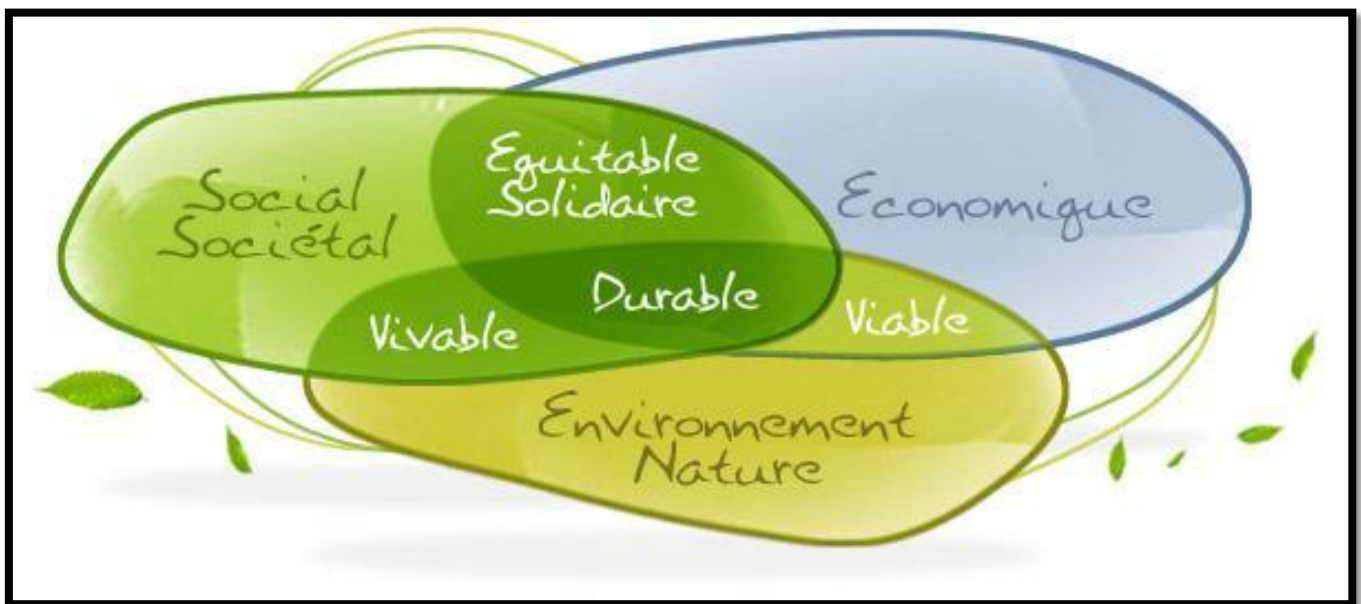 Equitable
Solidaire
Social
Sociétal
Economique
Durable
Vivable
Viable
Environnement
Nature